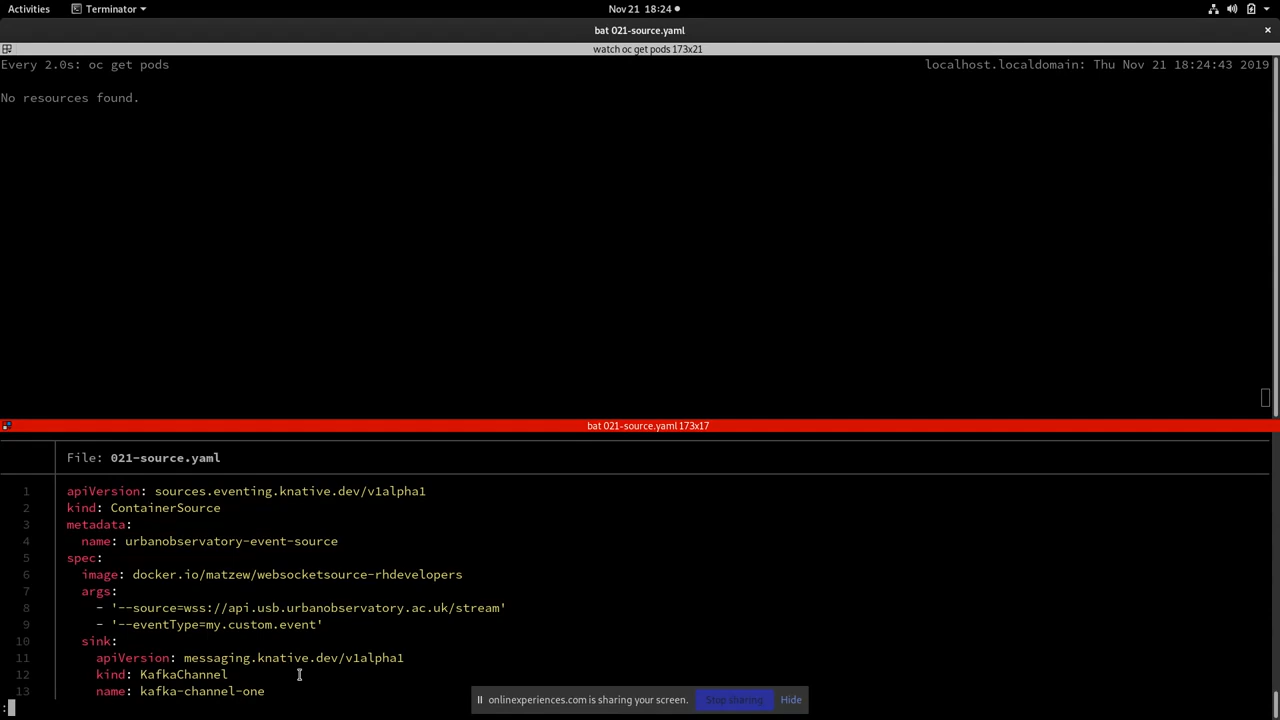 Activities Terminator Nov 21 18:24
bat 021-source.yaml ×
watch oc get pods 173x21
Every 2.0s: oc get pods localhost.localdomain: Thu Nov 21 18:24:43 2019
No resources found.
bat 021-source.yaml 173x17
File: 021-source.yaml
1 apiVersion: sources.eventing.knative.dev/v1alpha1
2 kind: ContainerSource
3 metadata:
4 name: urbanobservatory-event-source
5 spec:
6 image: docker.io/matzew/websocketsource-rhdevelopers
7 args:
8 - '--source=wss://api.usb.urbanobservatory.ac.uk/stream'
9 - '--eventType=my.custom.event'
10 sink:
11 apiVersion: messaging.knative.dev/v1alpha1
12 kind: KafkaChannel
13 name: kafka-channel-one
onlinexperiences.com is sharing your screen. Stop sharing Hide
: